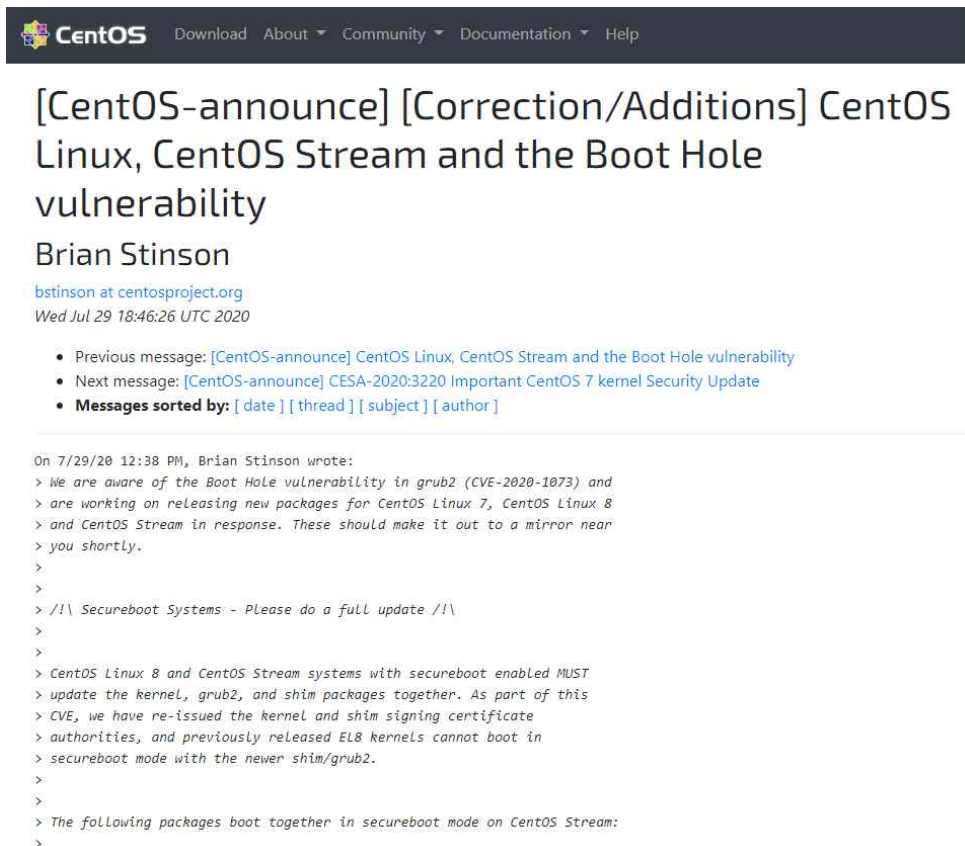 CentOS Download About Community Documentation Help
[CentOS-announce] [Correction/Additions] CentOS
Linux, CentOS Stream and the Boot Hole
vulnerability
Brian Stinson
bstinson at centosproject.org
Wed Jul 29 18:46:26 UTC 2020
• Previous message: [CentOS-announce] CentOS Linux, CentOS Stream and the Boot Hole vulnerability
• Next message: [CentOS-announce] CESA-2020:3220 Important CentOS 7 kernel Security Update
• Messages sorted by: [ date ] [ thread ] [ subject ] [ author ]
On 7/29/20 12:38 PM, Brian Stinson wrote:
> We are aware of the Boot Hole vulnerability in grub2 (CVE-2020-1073) and
> are working on releasing new packages for CentOS Linux 7, CentOS Linux 8
> and CentOS Stream in response. These should make it out to a mirror near
> you shortly.
>
>
> /!\ Secureboot Systems - Please do a full update /!\
>
>
> CentOS Linux 8 and CentOS Stream systems with secureboot enabled MUST
> update the kernel, grub2, and shim packages together. As part of this
> CVE, we have re-issued the kernel and shim signing certificate
> authorities, and previously released EL8 kernels cannot boot in
> secureboot mode with the newer shim/grub2.
>
>
> The following packages boot together in secureboot mode on CentOS Stream:
>